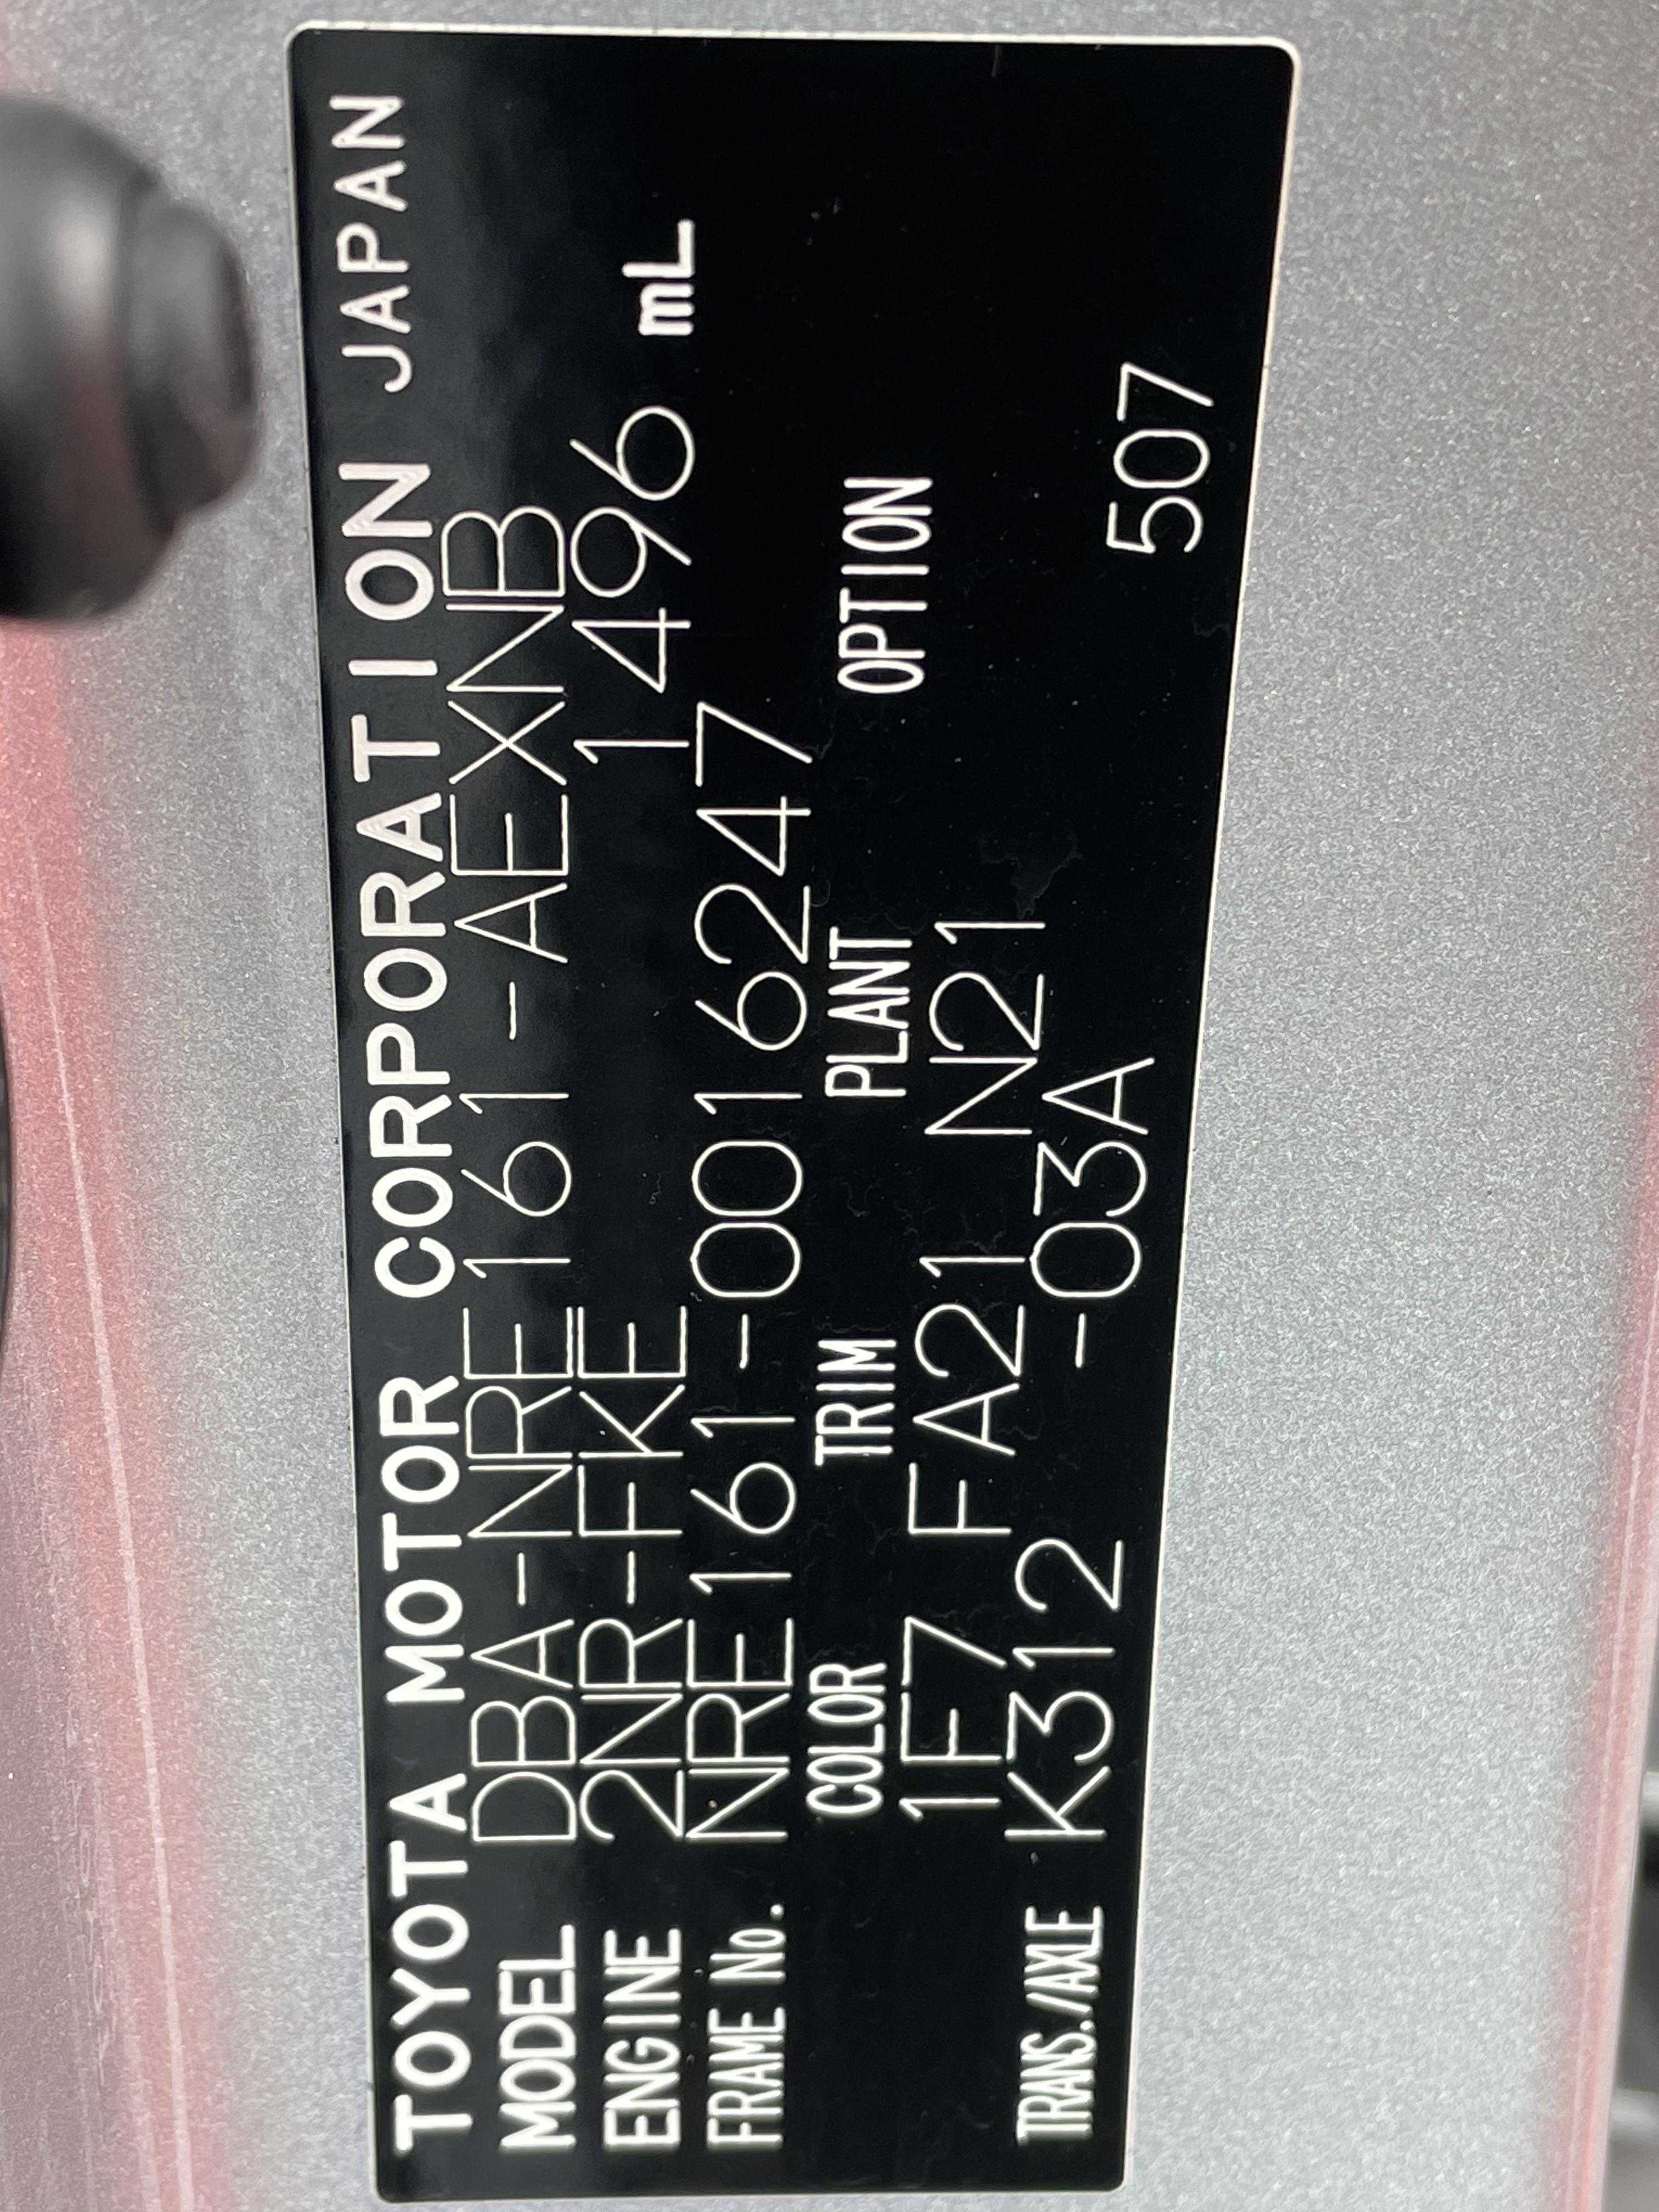 TOYOTA MOTOR CORPORATION JAPAN
MODEL DBA-NRE161-AEXNB
ENGINE 2NR-FKE 1496 mL
FRAME No. NRE161-0016247
COLOR TRIM PLANT OPTION
1F7 FA21 N21
TRANS./AXLE K312 -03A 507